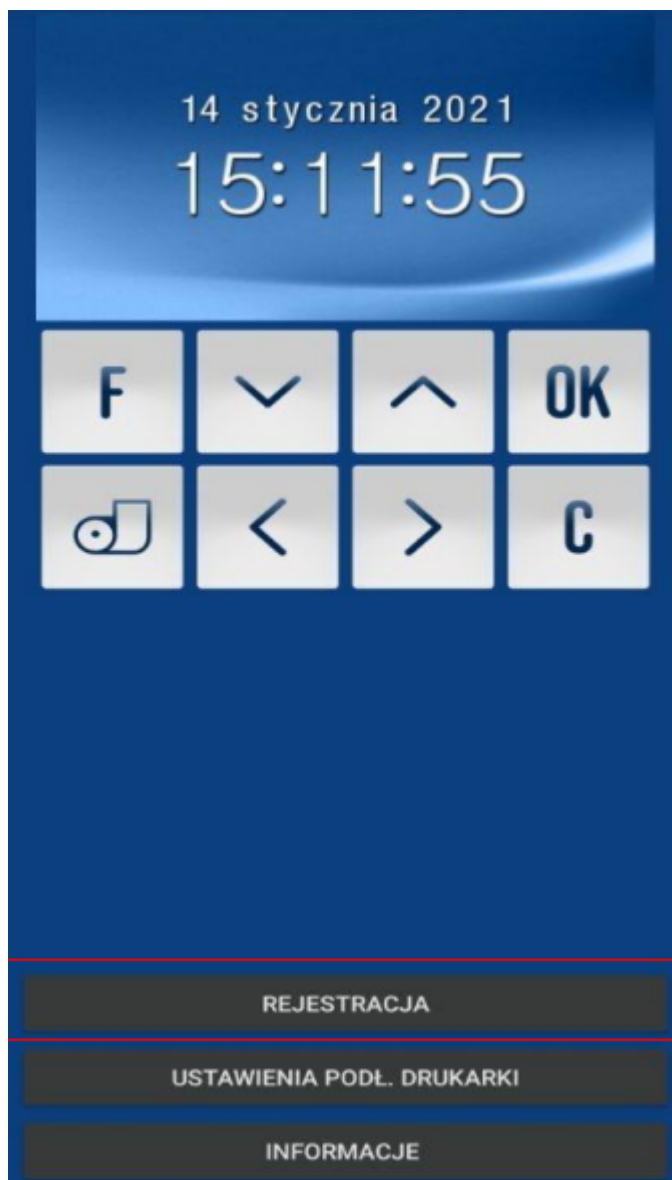 14 stycznia 2021
15:11:55
F
OK
C
REJESTRACJA
USTAWIENIA PODŁ. DRUKARKI
INFORMACJE